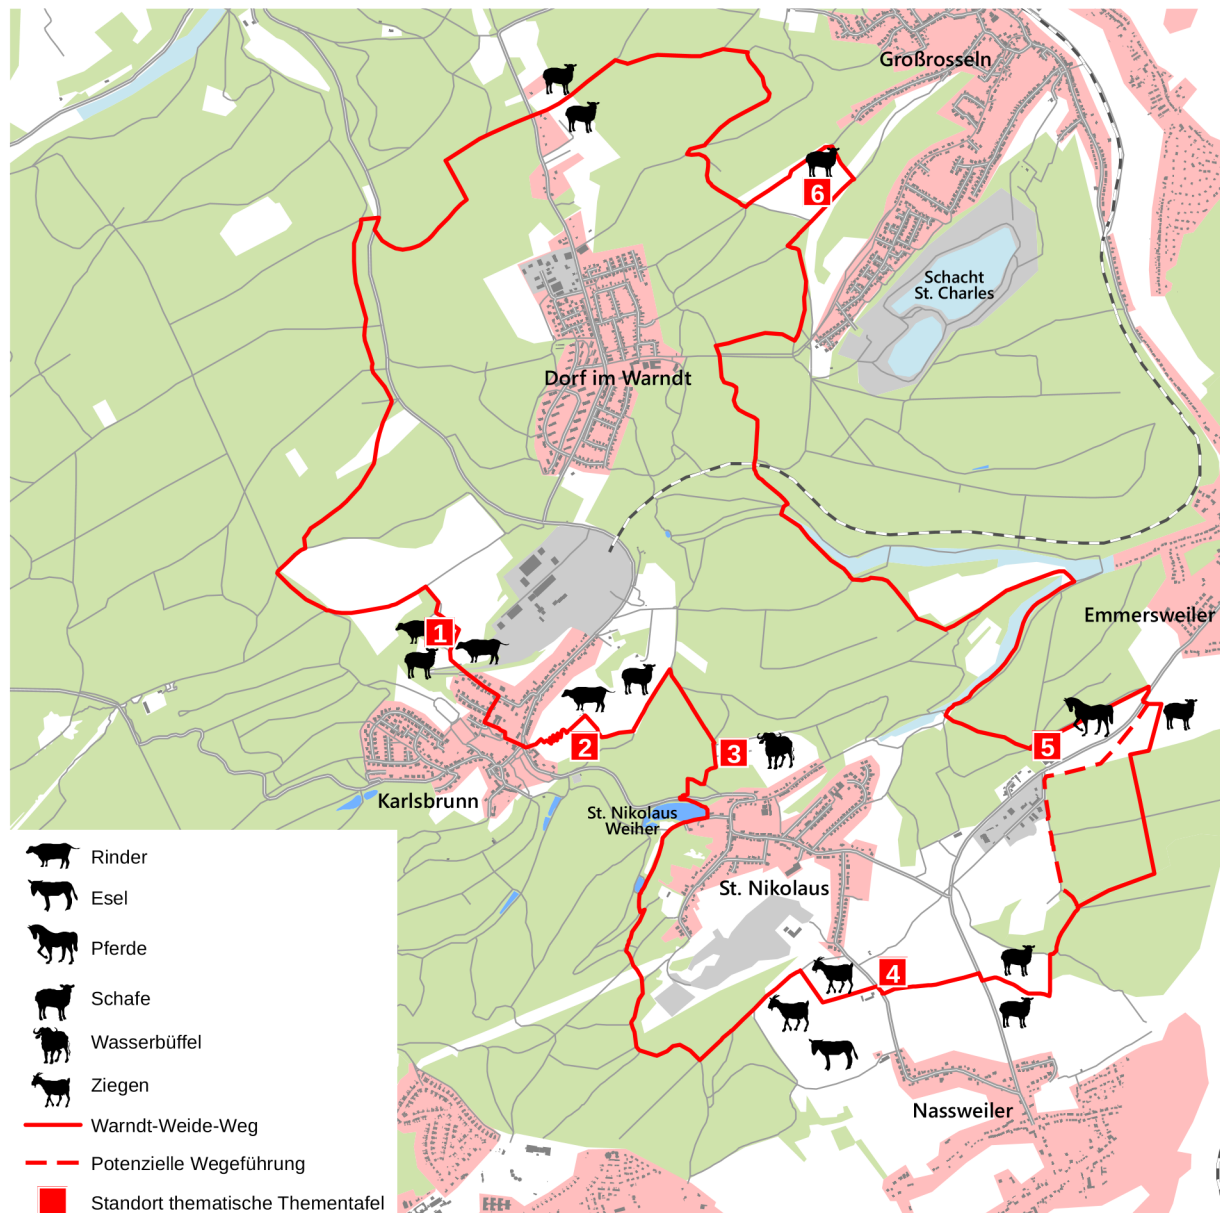 Großrosseln
6
Schacht
St. Charles
Dorf im Warndt
Emmersweiler
1
2
3
5
Karlsbrunn
St. Nikolaus
Weiher
St. Nikolaus
4
Nassweiler
Rinder
Esel
Pferde
Schafe
Wasserbüffel
Ziegen
Warndt-Weide-Weg
Potenzielle Wegeführung
Standort thematische Thementafel